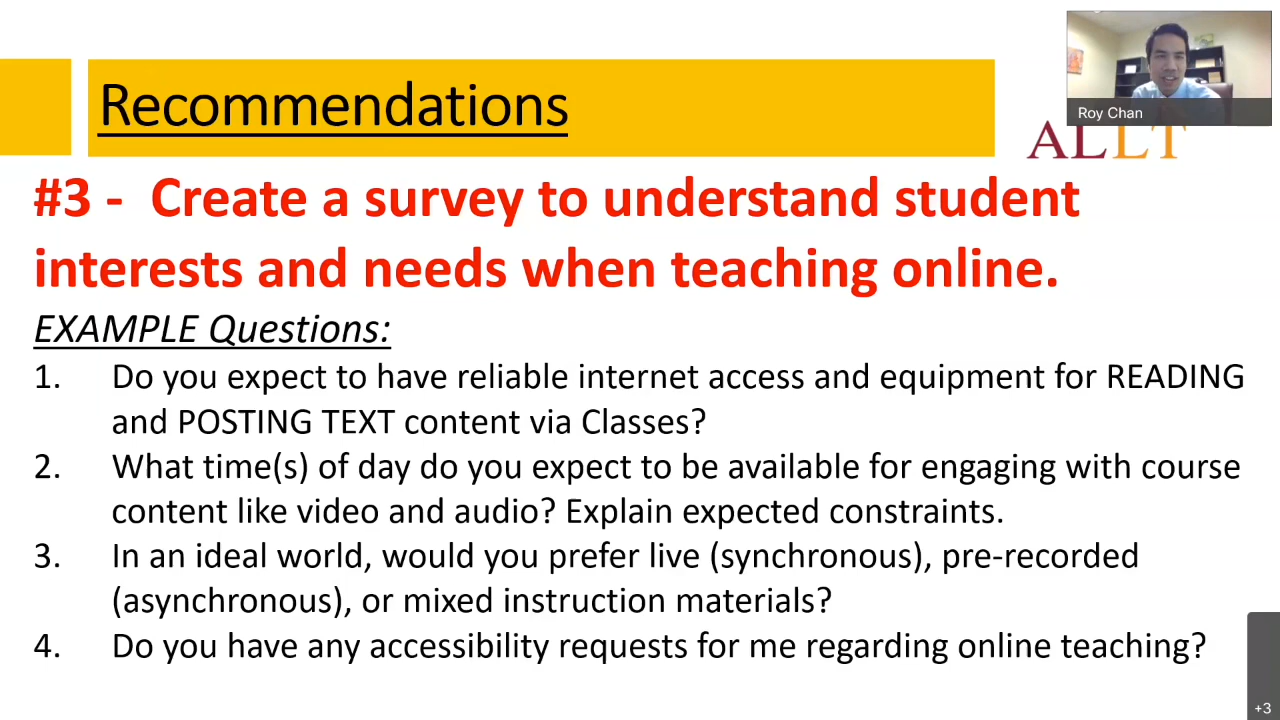 Recommendations
Roy Chan
ALLT
#3 - Create a survey to understand student
interests and needs when teaching online.
EXAMPLE Questions:
1. Do you expect to have reliable internet access and equipment for READING
and POSTING TEXT content via Classes?
2. What time(s) of day do you expect to be available for engaging with course
content like video and audio? Explain expected constraints.
3. In an ideal world, would you prefer live (synchronous), pre-recorded
(asynchronous), or mixed instruction materials?
4. Do you have any accessibility requests for me regarding online teaching?
+3